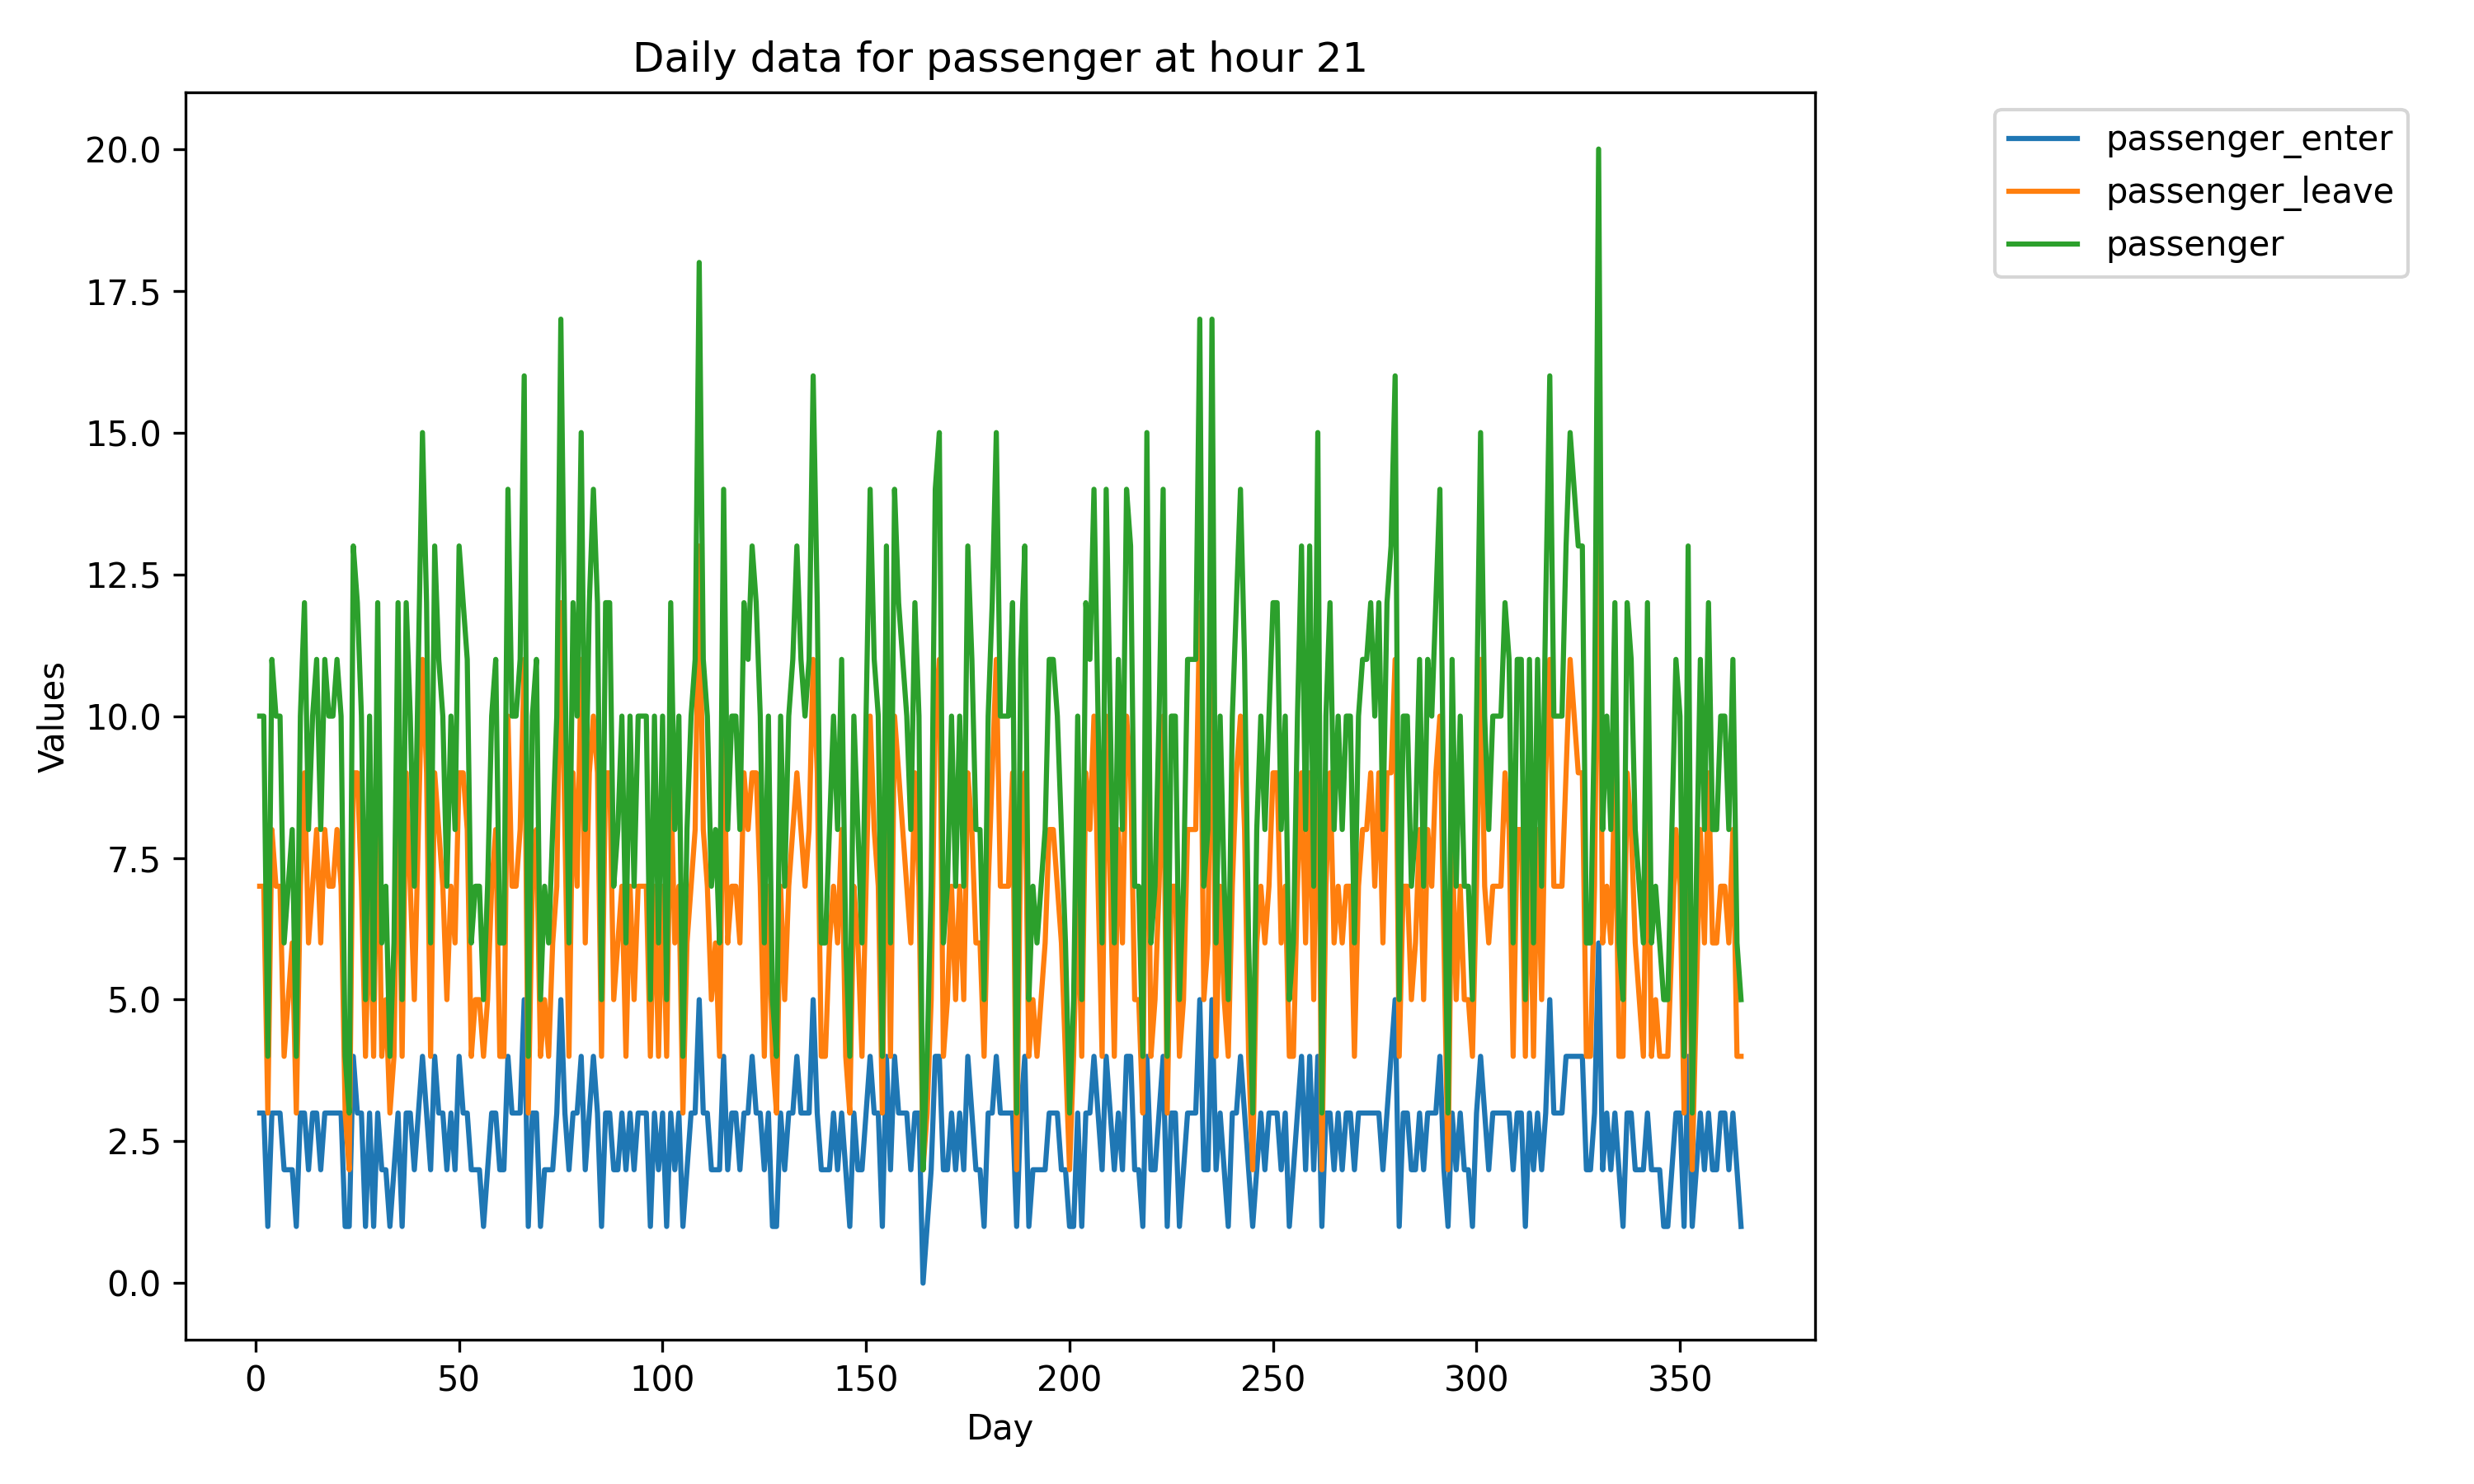 Daily data for passenger at hour 21
passenger_enter
passenger_leave
passenger
20.0
17.5
15.0
12.5
10.0
7.5
5.0
2.5
0.0
Values
0 50 100 150 200 250 300 350
Day